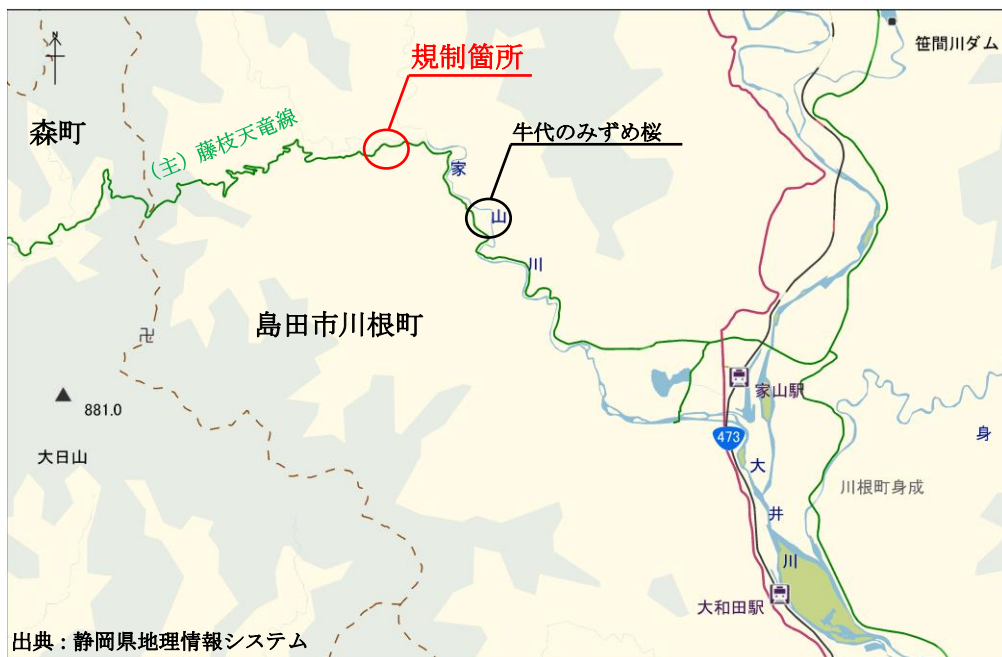 N
笹間川ダム
規制箇所
森町
(主)藤枝天竜線
牛代のみずめ桜
家
山
川
島田市川根町
卍
881.0
大日山
家山駅
473
身
大
川根町身成
井
川
大和田駅
出典:静岡県地理情報システム